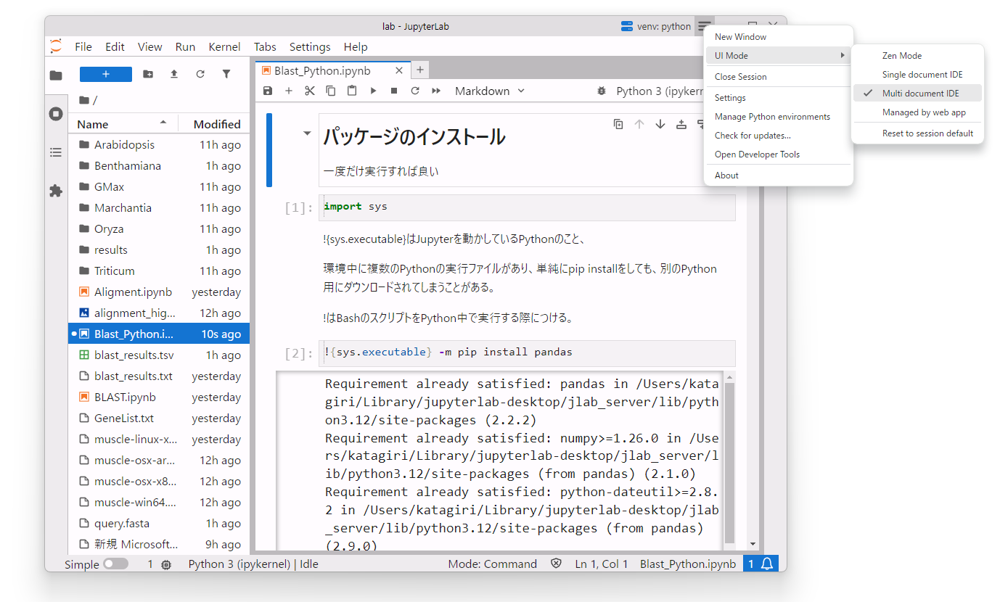 lab - JupyterLab
venv: python
File Edit View Run Kernel Tabs Settings Help
New Window
UI Mode
Close Session
Settings
Manage Python environments
Check for updates...
Open Developer Tools
About
Zen Mode
Single document IDE
Multi document IDE
Managed by web app
Reset to session default
+
/
Name Modified
Arabidopsis 11h ago
Benthamiana 1h ago
GMax 11h ago
Marchantia 11h ago
Oryza 11h ago
results 1h ago
Triticum 11h ago
Aligment.ipynb yesterday
alignment_hig... 12h ago
Blast_Python.i... 10s ago
blast_results.tsv 1h ago
blast_results.txt yesterday
BLAST.ipynb yesterday
GeneList.txt yesterday
muscle-linux-x... yesterday
muscle-osx-ar... 12h ago
muscle-osx-x8... 12h ago
muscle-win64.... 12h ago
query.fasta 1h ago
新規 Microsoft... 9h ago
Blast_Python.ipynb
Markdown
Python 3 (ipykern
パッケージのインストール
一度だけ実行すれば良い
[1]: import sys
!{sys.executable}はJupyterを動かしているPythonのこと、
環境中に複数のPythonの実行ファイルがあり、単純にpip installをしても、別のPython
用にダウンロードされてしまうことがある。
!はBashのスクリプトをPython中で実行する際につける。
[2]: !{sys.executable} -m pip install pandas
Requirement already satisfied: pandas in /Users/kata
giri/Library/jupyterlab-desktop/jlab_server/lib/pyth
on3.12/site-packages (2.2.2)
Requirement already satisfied: numpy>=1.26.0 in /Use
rs/katagiri/Library/jupyterlab-desktop/jlab_server/l
ib/python3.12/site-packages (from pandas) (2.1.0)
Requirement already satisfied: python-dateutil>=2.8.
2 in /Users/katagiri/Library/jupyterlab-desktop/jlab
_server/lib/python3.12/site-packages (from pandas)
(2.9.0)
Simple 1 Python 3 (ipykernel) | Idle Mode: Command Ln 1, Col 1 Blast_Python.ipynb 1